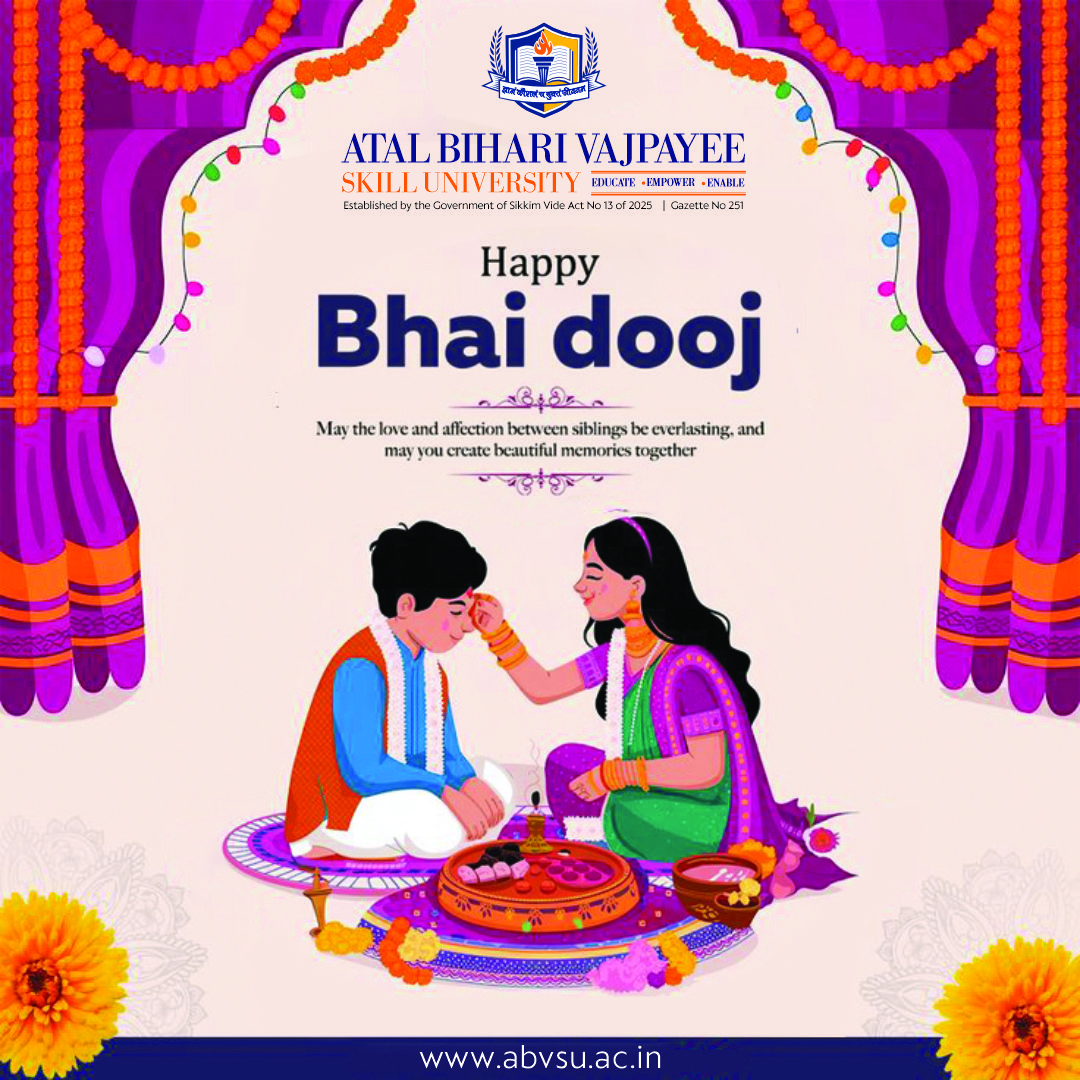 ज्ञानं कौशलं च युक्तं जीवनम्
ATAL BIHARI VAJPAYEE
SKILL UNIVERSITY EDUCATE • EMPOWER • ENABLE
Established by the Government of Sikkim Vide Act No 13 of 2025 | Gazette No 251
Happy
Bhai dooj
May the love and affection between siblings be everlasting, and
may you create beautiful memories together
www.abvsu.ac.in